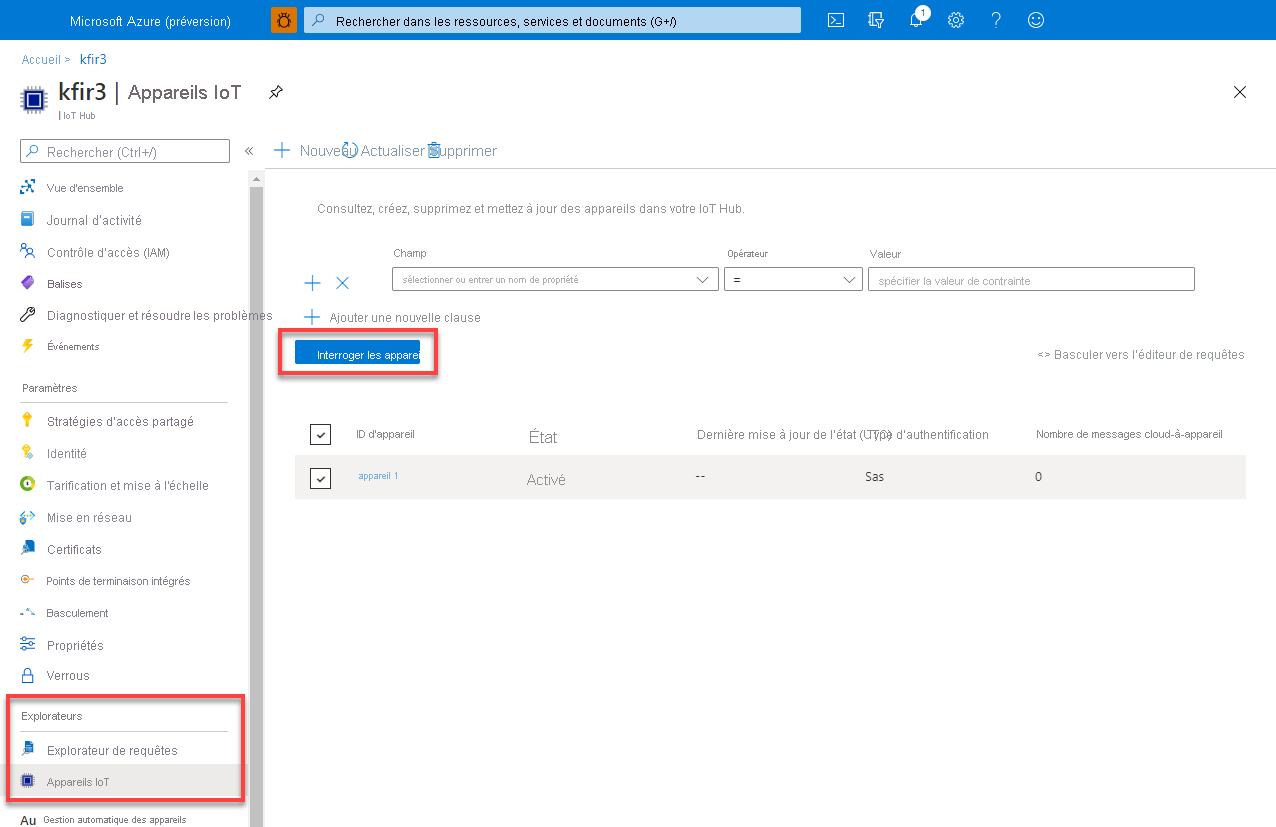 Microsoft Azure (préversion)
Rechercher dans les ressources, services et documents (G+/)
1
Accueil > kfir3
kfir3 | Appareils IoT
IoT Hub
Rechercher (Ctrl+/)
«
Nouveau Actualiser Supprimer
Vue d'ensemble
Journal d'activité
Contrôle d'accès (IAM)
Balises
Diagnostiquer et résoudre les problèmes
Événements
Paramètres
Stratégies d'accès partagé
Identité
Tarification et mise à l'échelle
Mise en réseau
Certificats
Points de terminaison intégrés
Basculement
Propriétés
Verrous
Explorateurs
Explorateur de requêtes
Appareils IoT
Au Gestion automatique des appareils
Consultez, créez, supprimez et mettez à jour des appareils dans votre IoT Hub.
Champ Opérateur Valeur
sélectionner ou entrer un nom de propriété = spécifier la valeur de contrainte
Ajouter une nouvelle clause
Interroger les apparei
<> Basculer vers l'éditeur de requêtes
ID d'appareil État Dernière mise à jour de l'état (UTC) Type d'authentification Nombre de messages cloud-à-appareil
appareil 1 Activé -- Sas 0